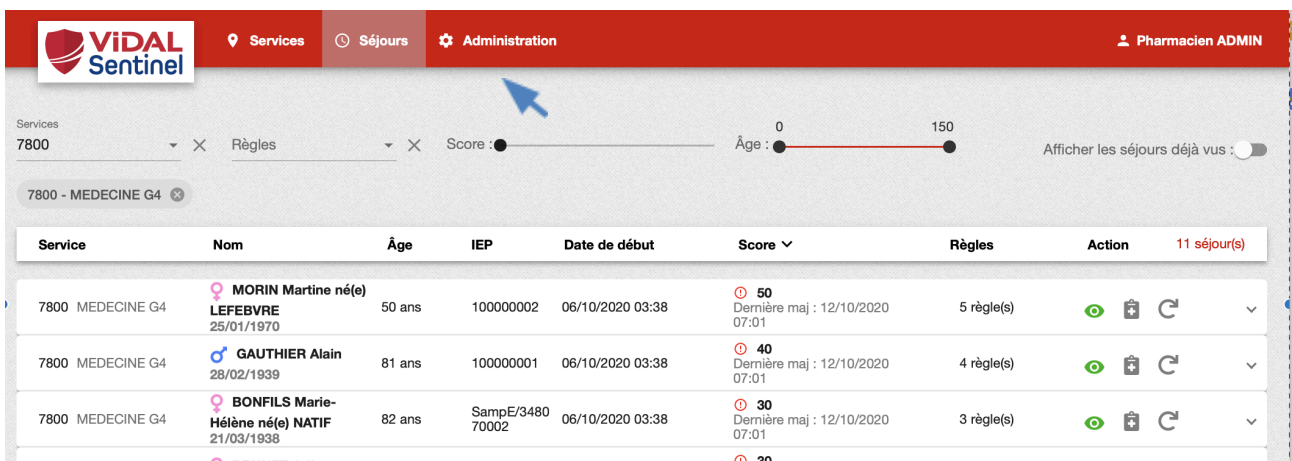 ViDAL Sentinel
Services Séjours Administration Pharmacien ADMIN
Services
7800 Règles Score : Âge : 0 150 Afficher les séjours déjà vus :
7800 - MEDECINE G4
Service Nom Âge IEP Date de début Score Règles Action 11 séjour(s)
7800 MEDECINE G4 MORIN Martine né(e) LEFEBVRE 25/01/1970 50 ans 100000002 06/10/2020 03:38 50 Dernière maj : 12/10/2020 07:01 5 règle(s)
7800 MEDECINE G4 GAUTHIER Alain 28/02/1939 81 ans 100000001 06/10/2020 03:38 40 Dernière maj : 12/10/2020 07:01 4 règle(s)
7800 MEDECINE G4 BONFILS Marie-Hélène né(e) NATIF 21/03/1938 82 ans SampE/348070002 06/10/2020 03:38 30 Dernière maj : 12/10/2020 07:01 3 règle(s)